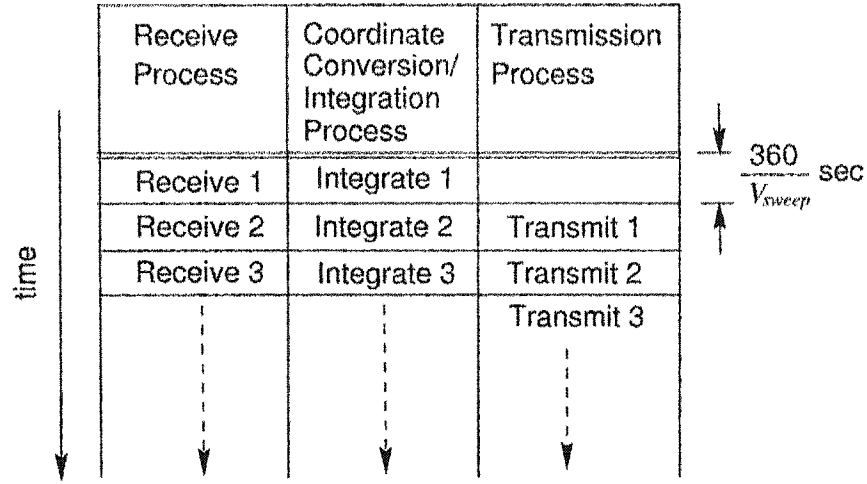 Receive
Process
Coordinate
Conversion/
Integration
Process
Transmission
Process
360
V_sweep
sec
Receive 1
Integrate 1
Receive 2
Integrate 2
Transmit 1
Receive 3
Integrate 3
Transmit 2
Transmit 3
time